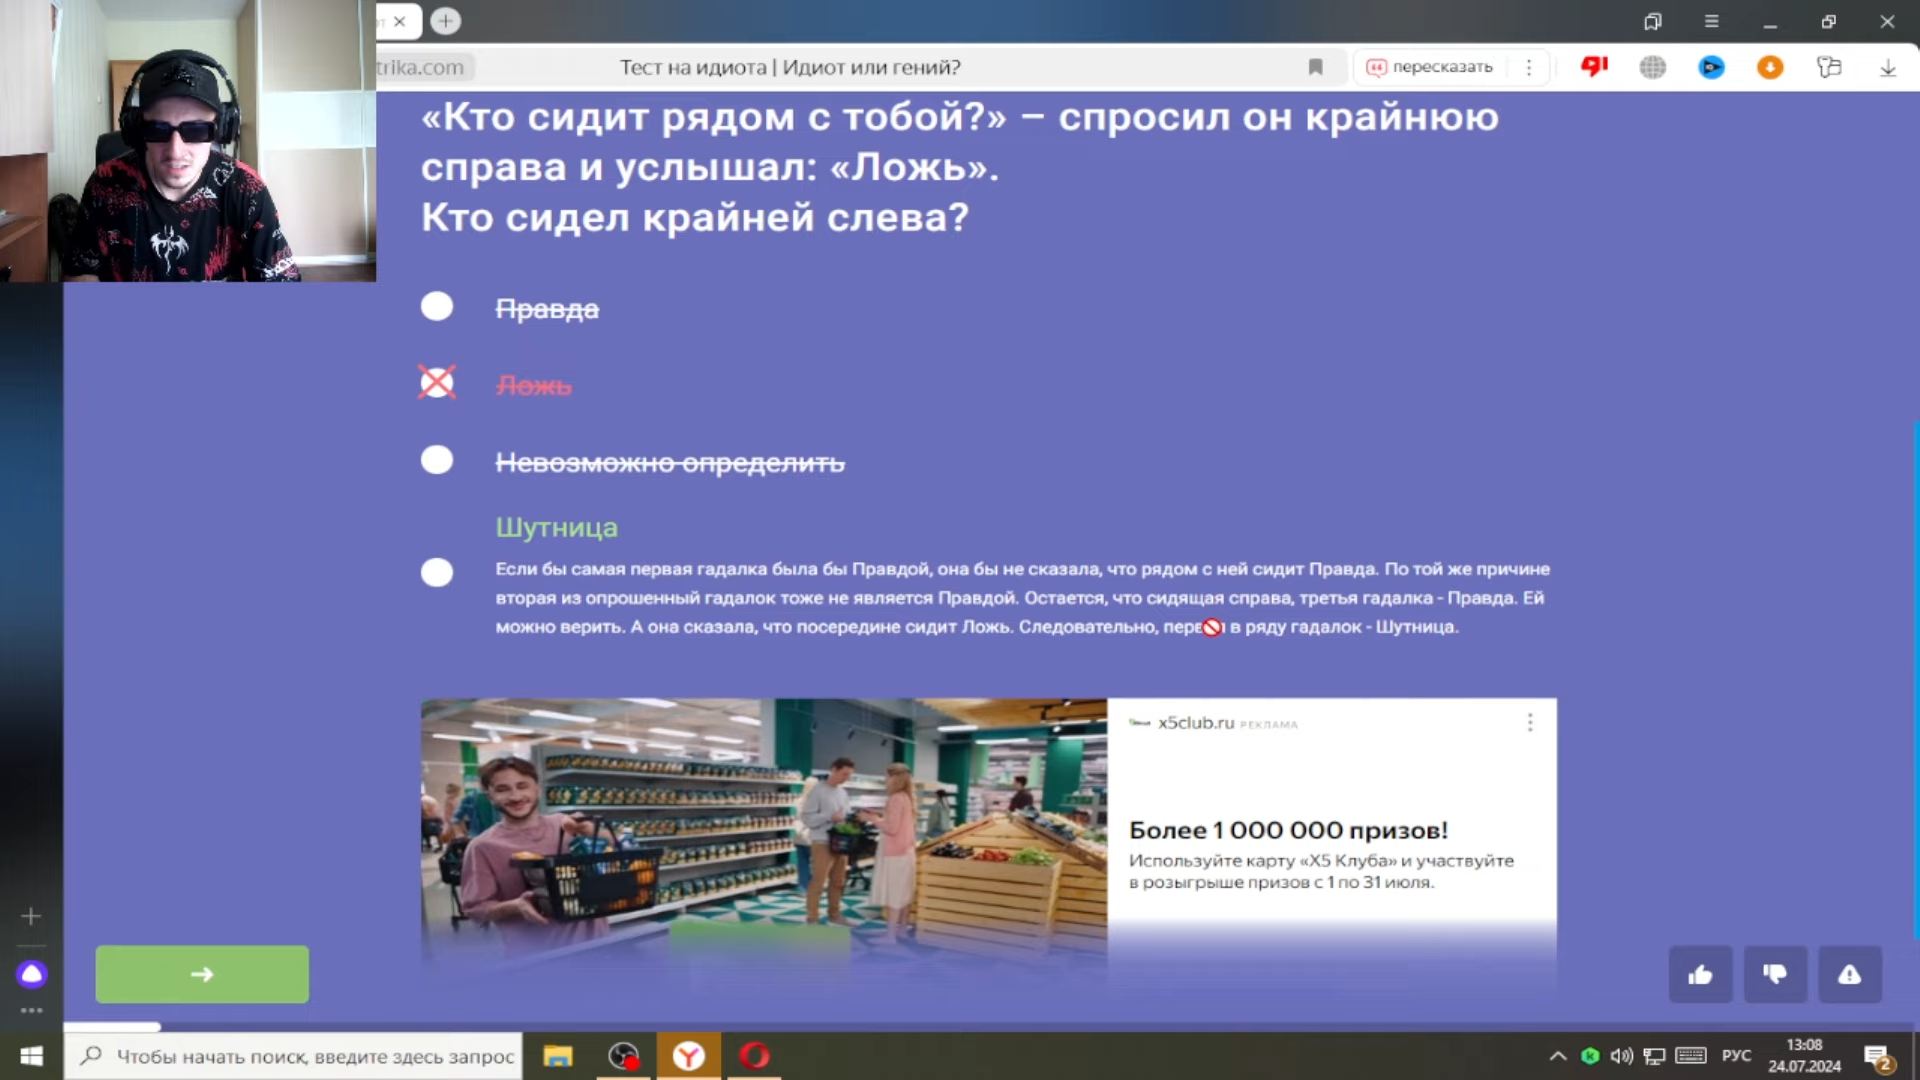 trika.com
Тест на идиота | Идиот или гений?
пересказать
«Кто сидит рядом с тобой?» – спросил он крайнюю
справа и услышал: «Ложь».
Кто сидел крайней слева?
Правда
Ложь
Невозможно определить
Шутница
Если бы самая первая гадалка была бы Правдой, она бы не сказала, что рядом с ней сидит Правда. По той же причине
вторая из опрошенный гадалок тоже не является Правдой. Остается, что сидящая справа, третья гадалка - Правда. Ей
можно верить. А она сказала, что посередине сидит Ложь. Следовательно, в ряду гадалок - Шутница.
x5club.ru РЕКЛАМА
Более 1 000 000 призов!
Используйте карту «Х5 Клуба» и участвуйте
в розыгрыше призов с 1 по 31 июля.
Чтобы начать поиск, введите здесь запрос
РУС
13:08
24.07.2024
2